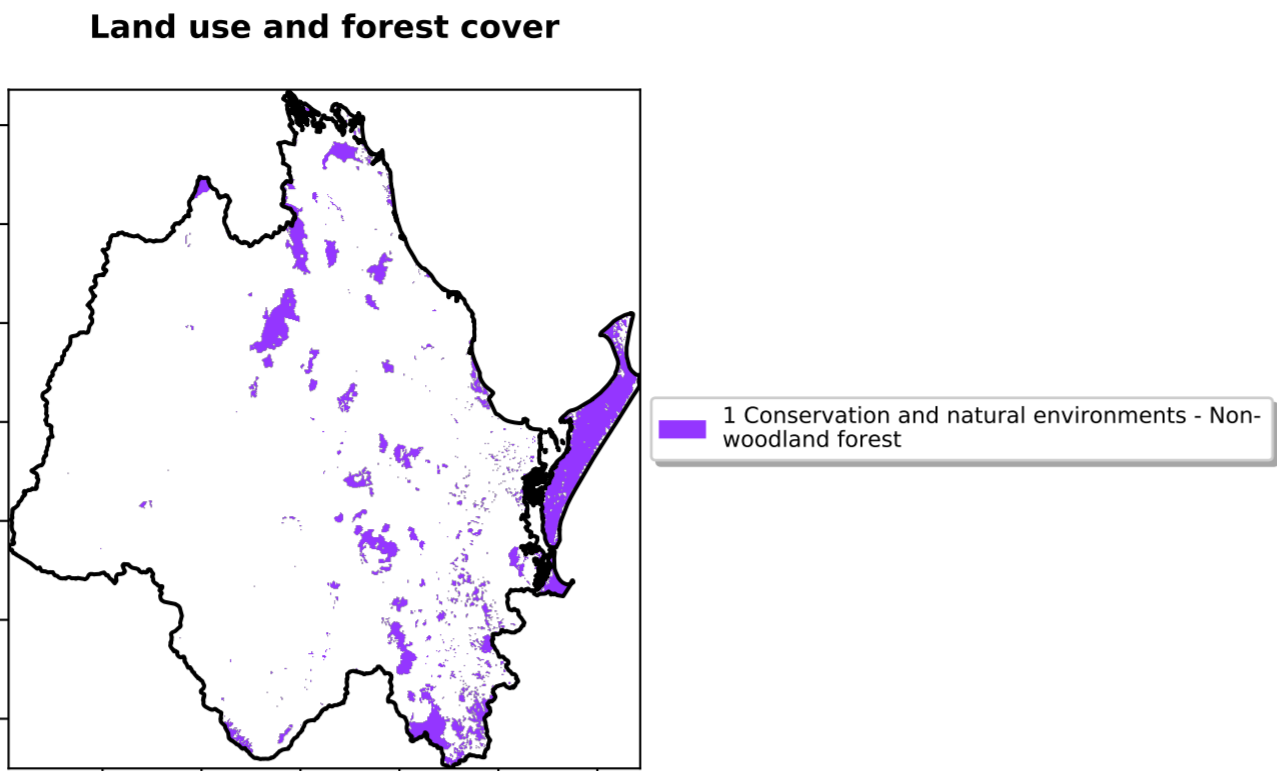 Land use and forest cover
1 Conservation and natural environments - Non-
woodland forest